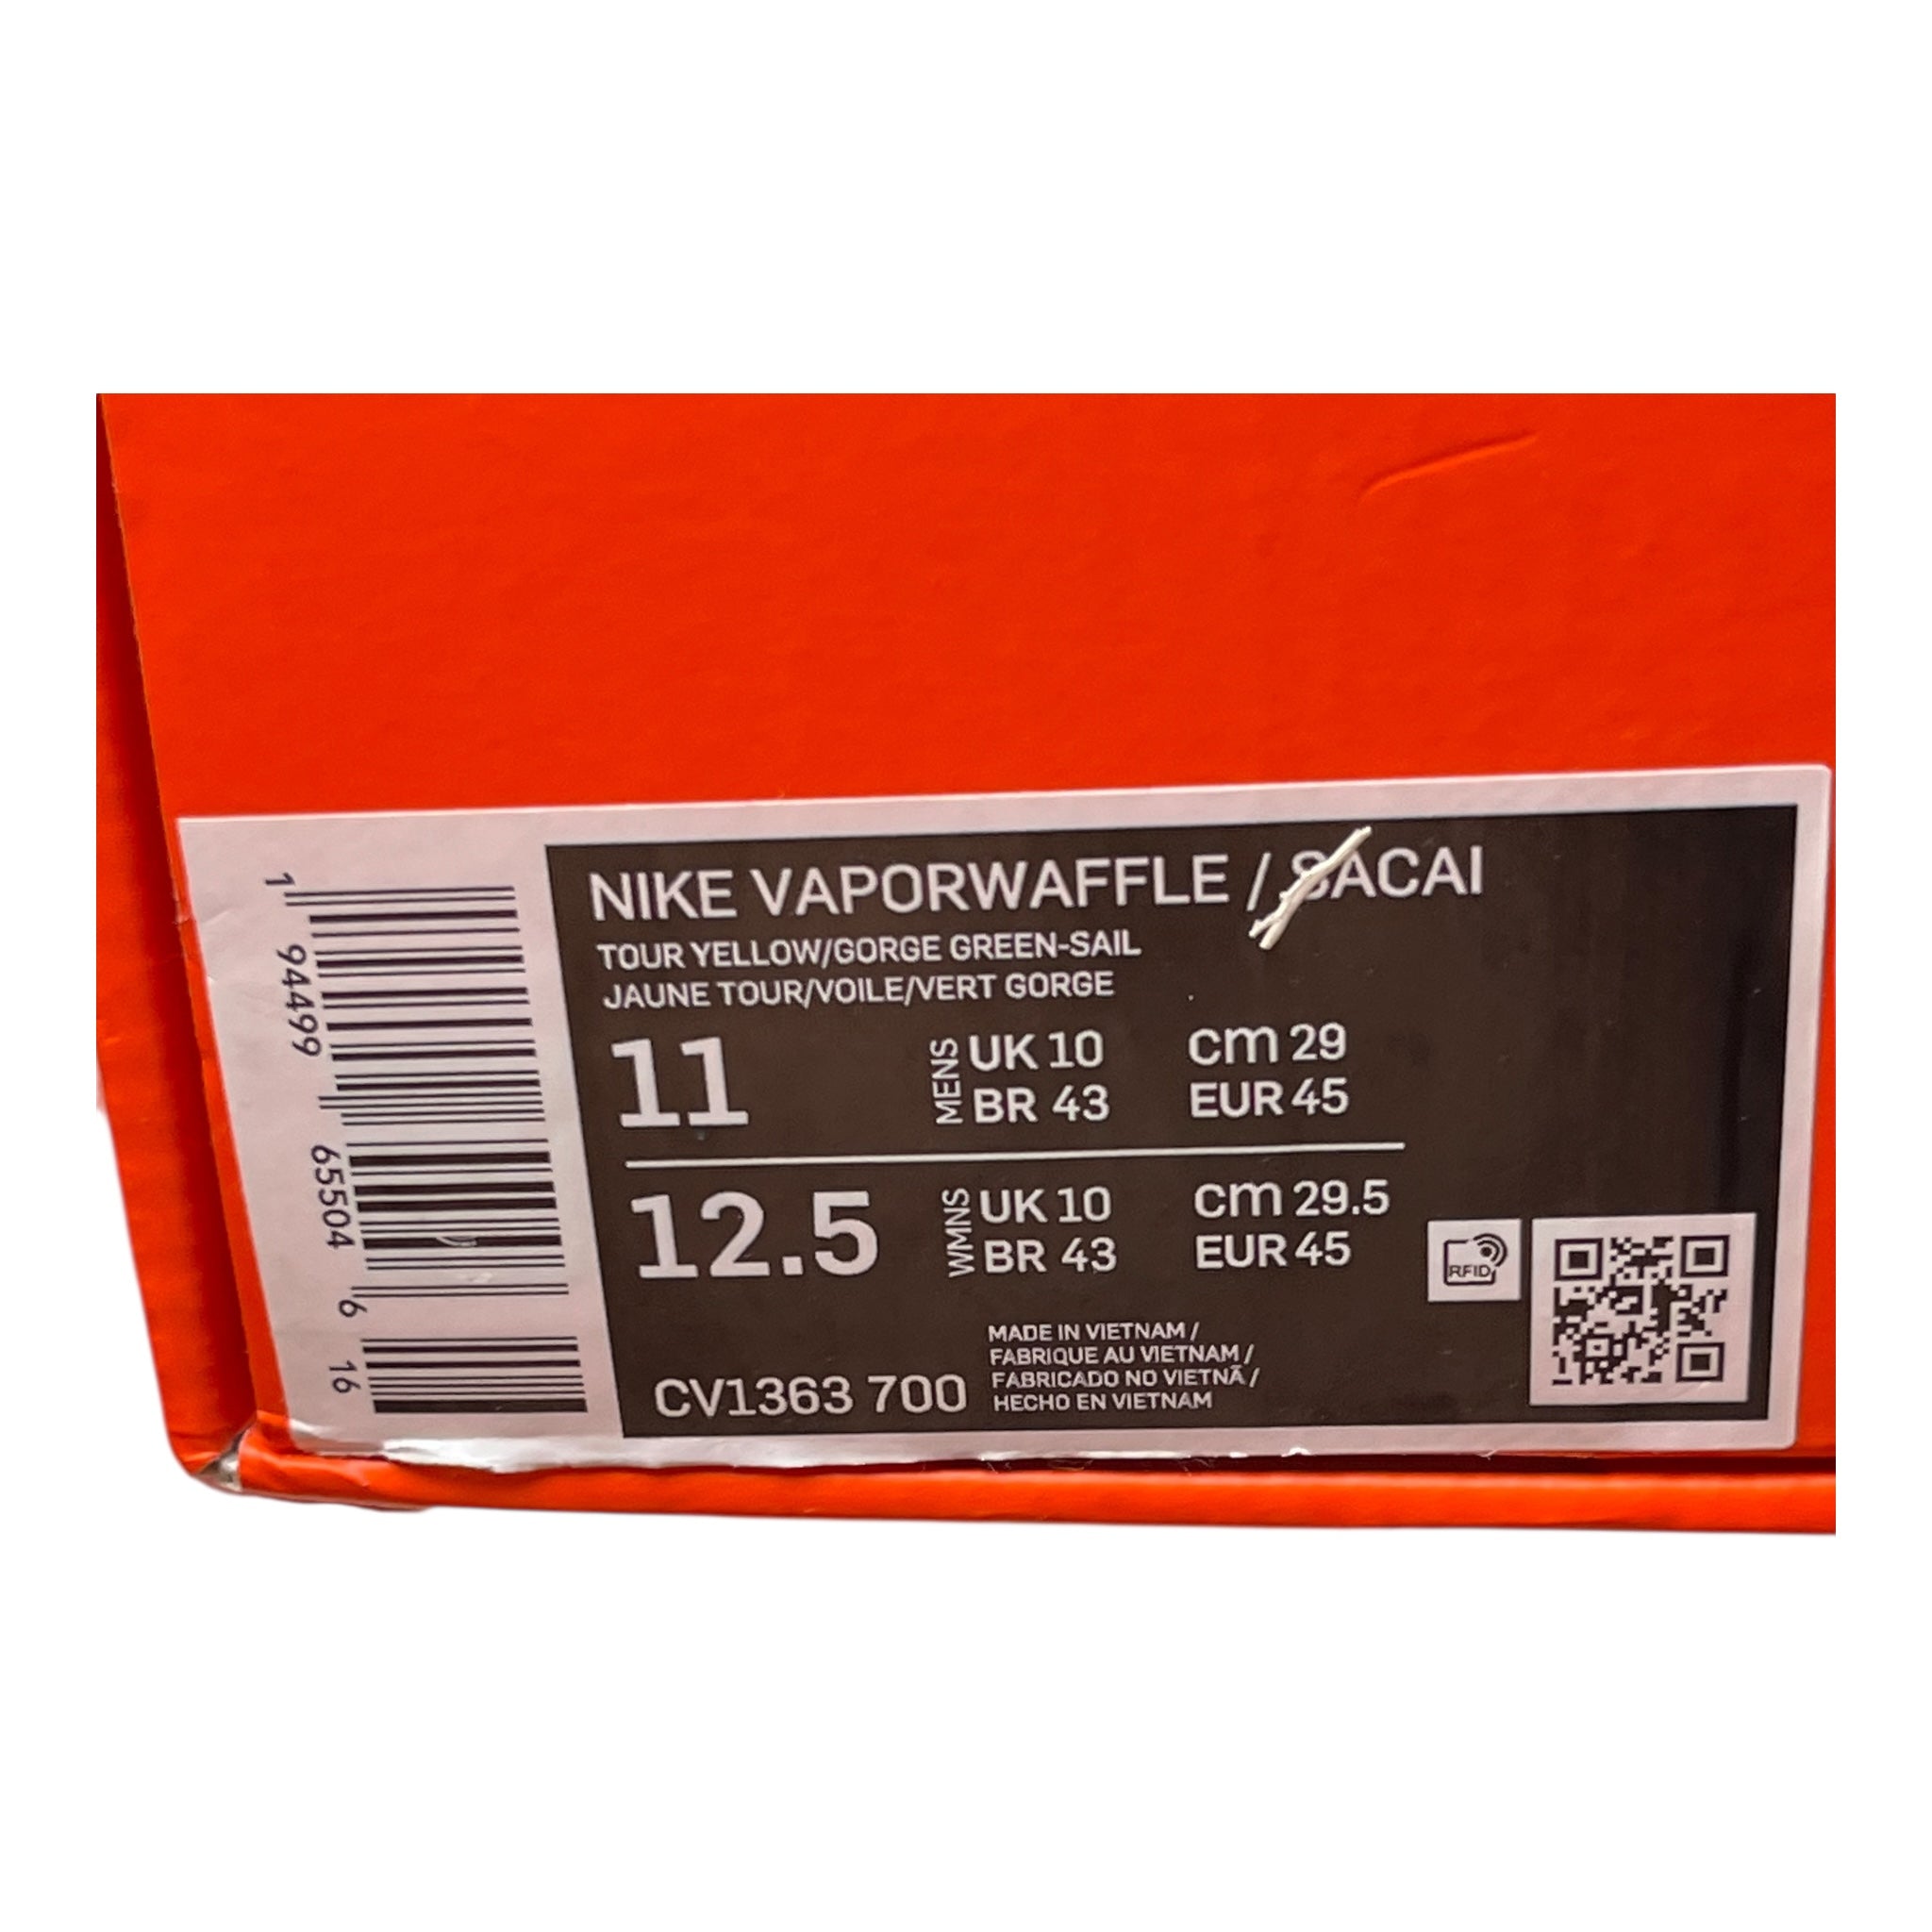 NIKE VAPORWAFFLE / SACAI
TOUR YELLOW/GORGE GREEN-SAIL
JAUNE TOUR/VOILE/VERT GORGE
11 MENS UK 10 cm 29
BR 43 EUR 45
12.5 WMNS UK 10 cm 29.5
BR 43 EUR 45
CV1363 700
MADE IN VIETNAM /
FABRIQUE AU VIETNAM /
FABRICADO NO VIETNÃ /
HECHO EN VIETNAM
RFID
1 94499 65504 6 16